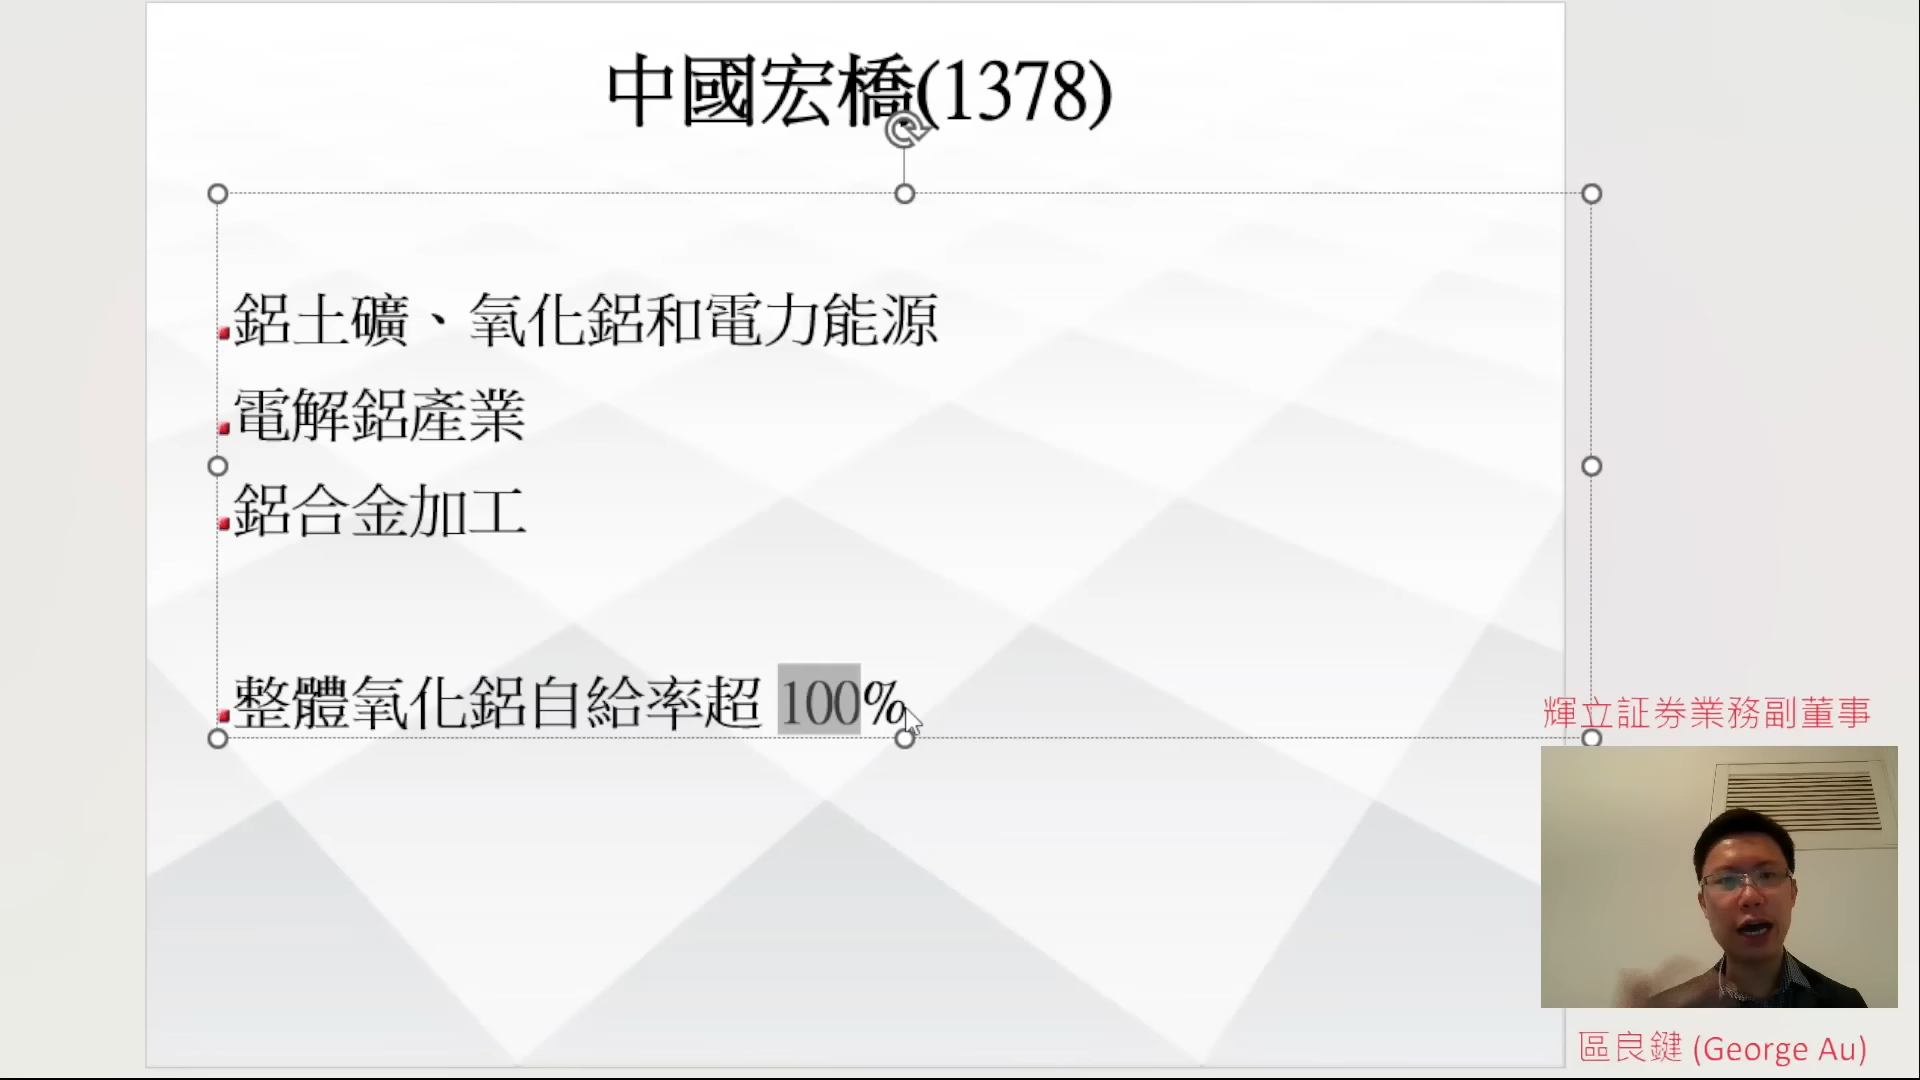 中國宏橋(1378)
鋁土礦、氧化鋁和電力能源
電解鋁產業
鋁合金加工
整體氧化鋁自給率超 100%
輝立証券業務副董事
區良鍵 (George Au)